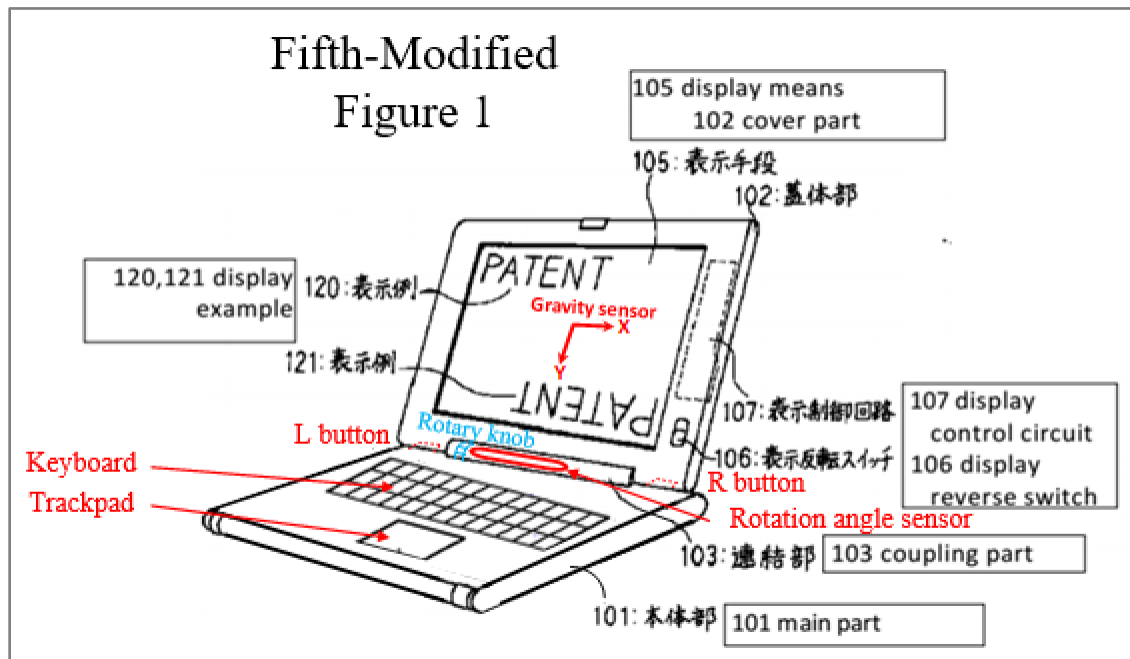 Fifth-Modified
Figure 1
105 display means
102 cover part
105:表示手段
102:蓋体部
120,121 display
example
120:表示例
PATENT
Gravity sensor
X
Y
121:表示例
PATENT
107:表示制御回路
107 display
control circuit
106 display
reverse switch
L button
Rotary knob
106:表示反転スイッチ
Keyboard
R button
Trackpad
Rotation angle sensor
103:連結部
103 coupling part
101:本体部
101 main part